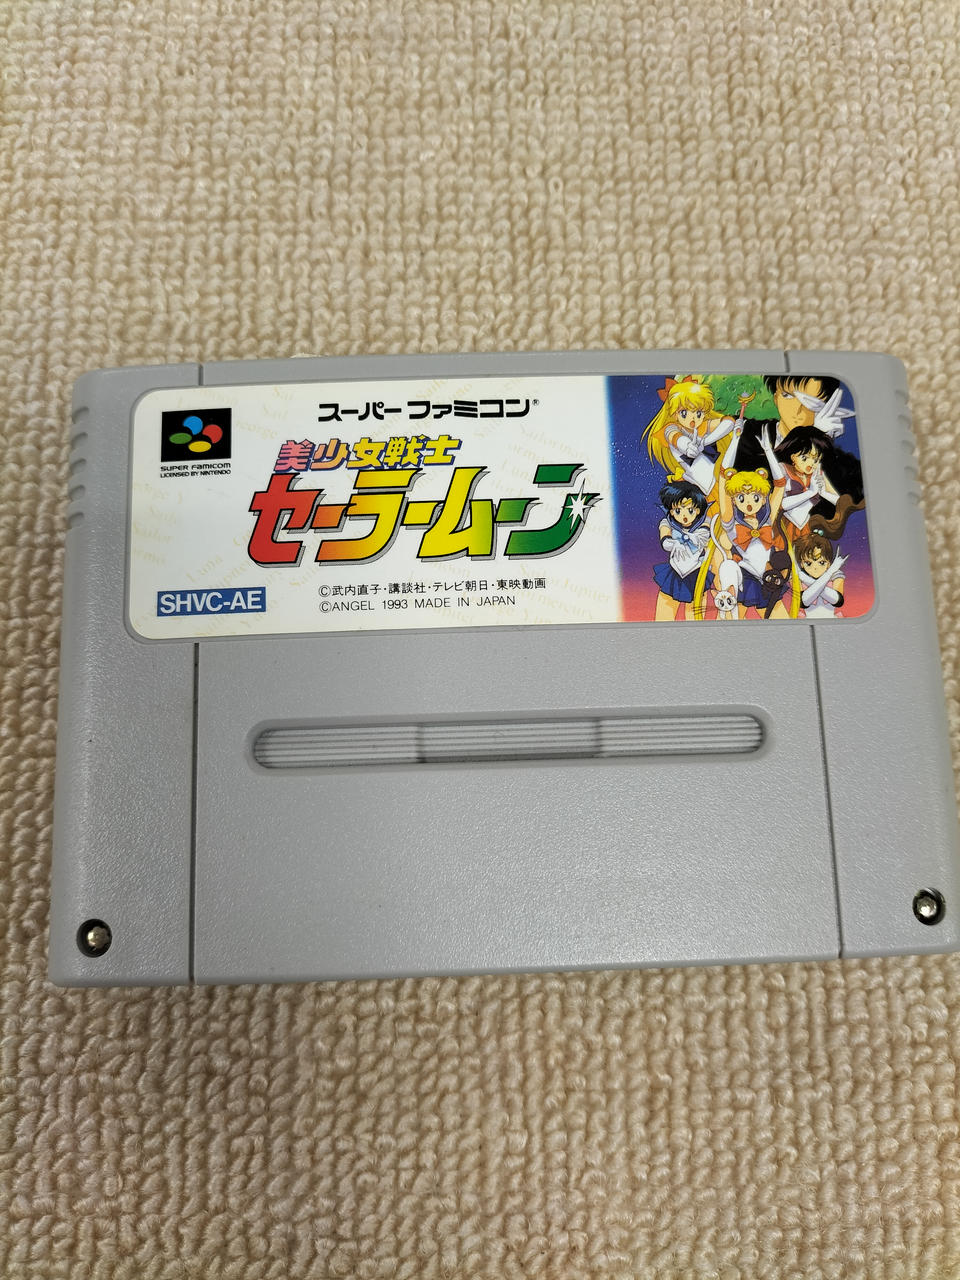 スーパーファミコン®
SUPER FAMICOM
LICENSED BY NINTENDO
美少女戦士
セーラームーン
SHVC-AE
©武内直子・講談社・テレビ朝日・東映動画
©ANGEL 1993 MADE IN JAPAN